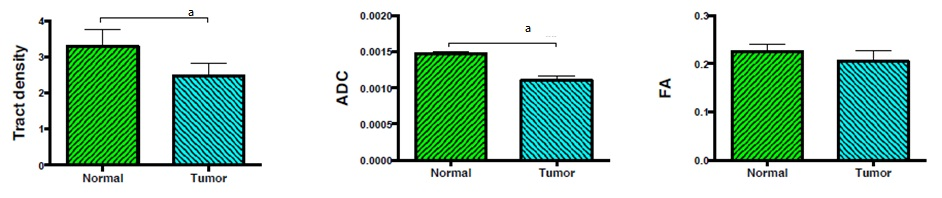 a
4
3
2
1
0
Tract density
Normal Tumor
a
0.0020
0.0015
0.0010
0.0005
0.0000
ADC
Normal Tumor
0.3
0.2
0.1
0.0
FA
Normal Tumor